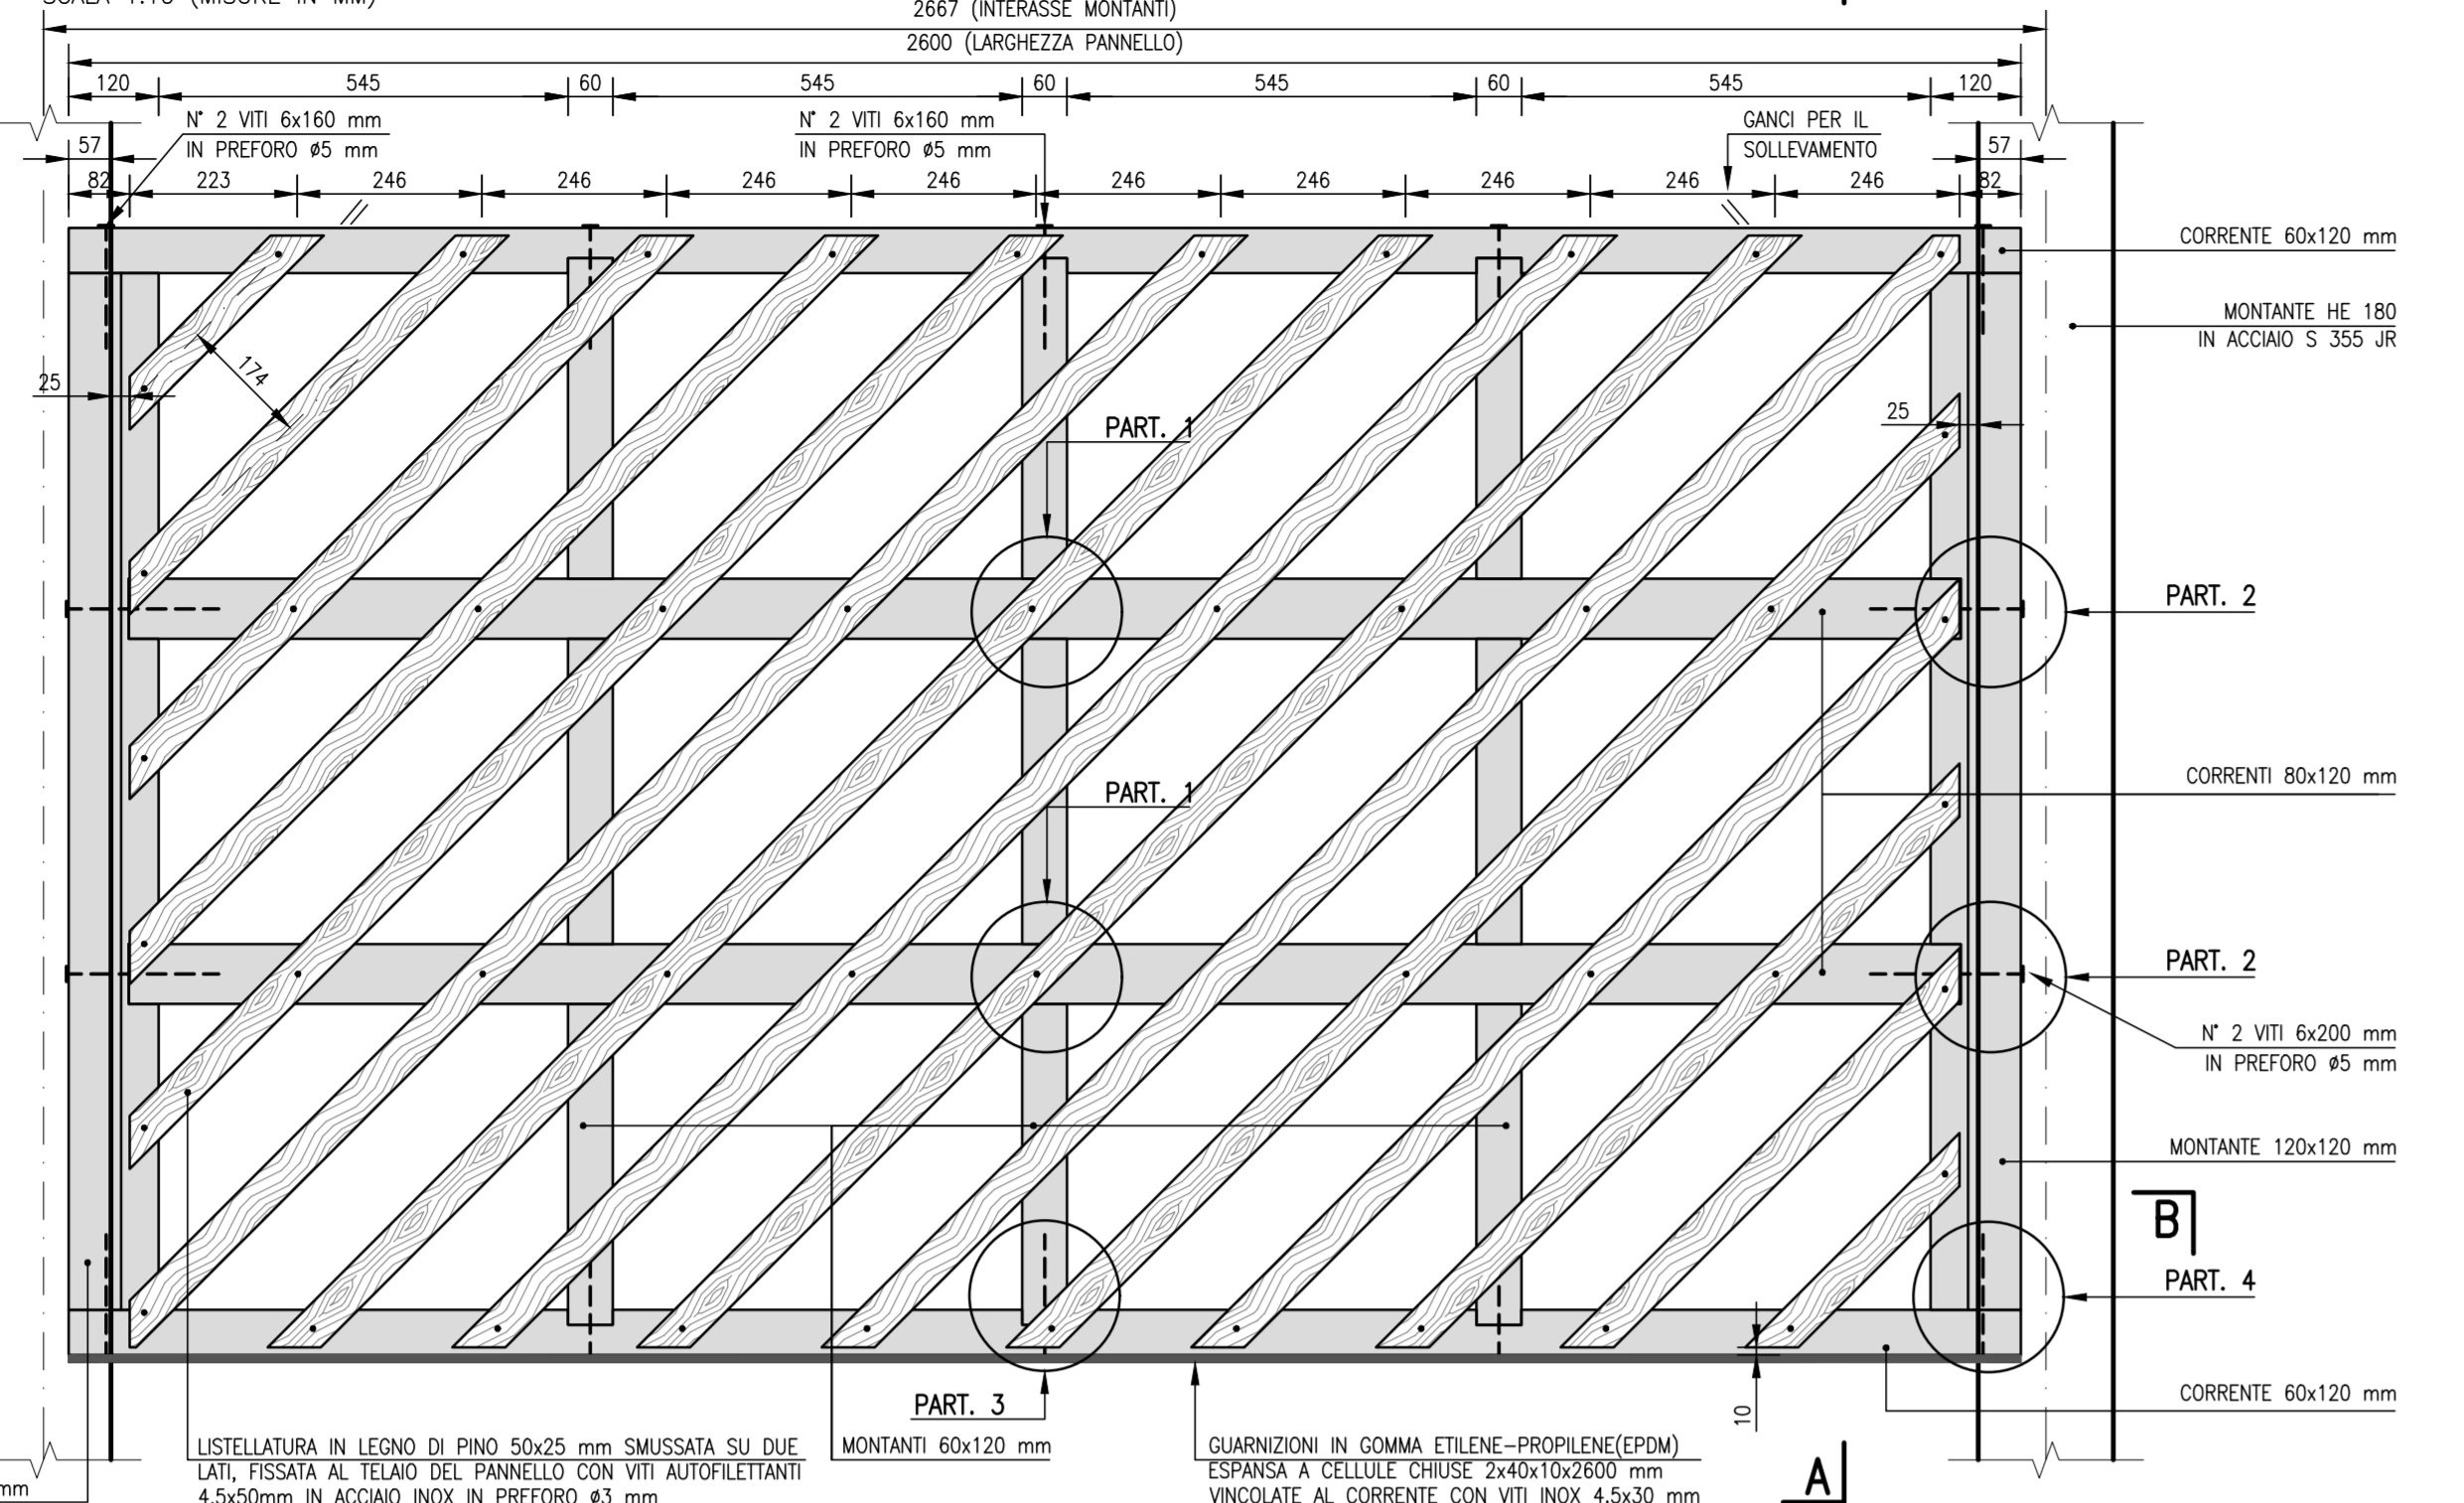 SCALA 1:10 (MISURE IN MM)
2667 (INTERASSE MONTANTI)
2600 (LARGHEZZA PANNELLO)
120 545 60 545 60 545 60 545 120
N° 2 VITI 6x160 mm
IN PREFORO ø5 mm
N° 2 VITI 6x160 mm
IN PREFORO ø5 mm
GANCI PER IL
SOLLEVAMENTO
57
57
82 223 246 246 246 246 246 246 246 246 246 82
CORRENTE 60x120 mm
MONTANTE HE 180
IN ACCIAIO S 355 JR
174
25
25
PART. 1
PART. 2
CORRENTI 80x120 mm
PART. 1
PART. 2
N° 2 VITI 6x200 mm
IN PREFORO ø5 mm
MONTANTE 120x120 mm
B
PART. 4
CORRENTE 60x120 mm
10
PART. 3
LISTELLATURA IN LEGNO DI PINO 50x25 mm SMUSSATA SU DUE
LATI, FISSATA AL TELAIO DEL PANNELLO CON VITI AUTOFILETTANTI
4.5x50mm IN ACCIAIO INOX IN PREFORO ø3 mm
MONTANTI 60x120 mm
GUARNIZIONI IN GOMMA ETILENE-PROPILENE(EPDM)
ESPANSA A CELLULE CHIUSE 2x40x10x2600 mm
VINCOLATE AL CORRENTE CON VITI INOX 4.5x30 mm
A
mm